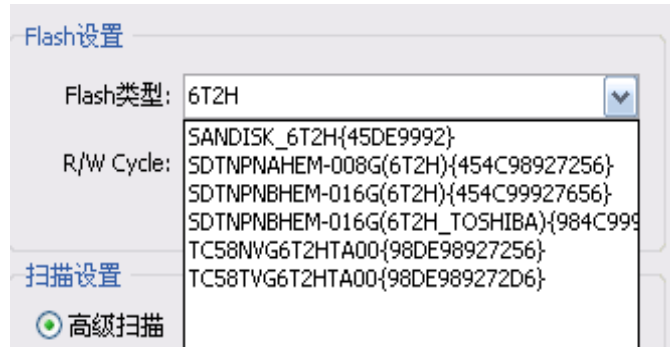 Flash设置
Flash类型: 6T2H
SANDISK_6T2H{45DE9992}
R/W Cycle:
SDTNPNAHEM-008G(6T2H){454C98927256}
SDTNPNBHEM-016G(6T2H){454C99927656}
SDTNPNBHEM-016G(6T2H_TOSHIBA){984C999
TC58NVG6T2HTA00{98DE98927256}
扫描设置
TC58TVG6T2HTA00{98DE989272D6}
高级扫描